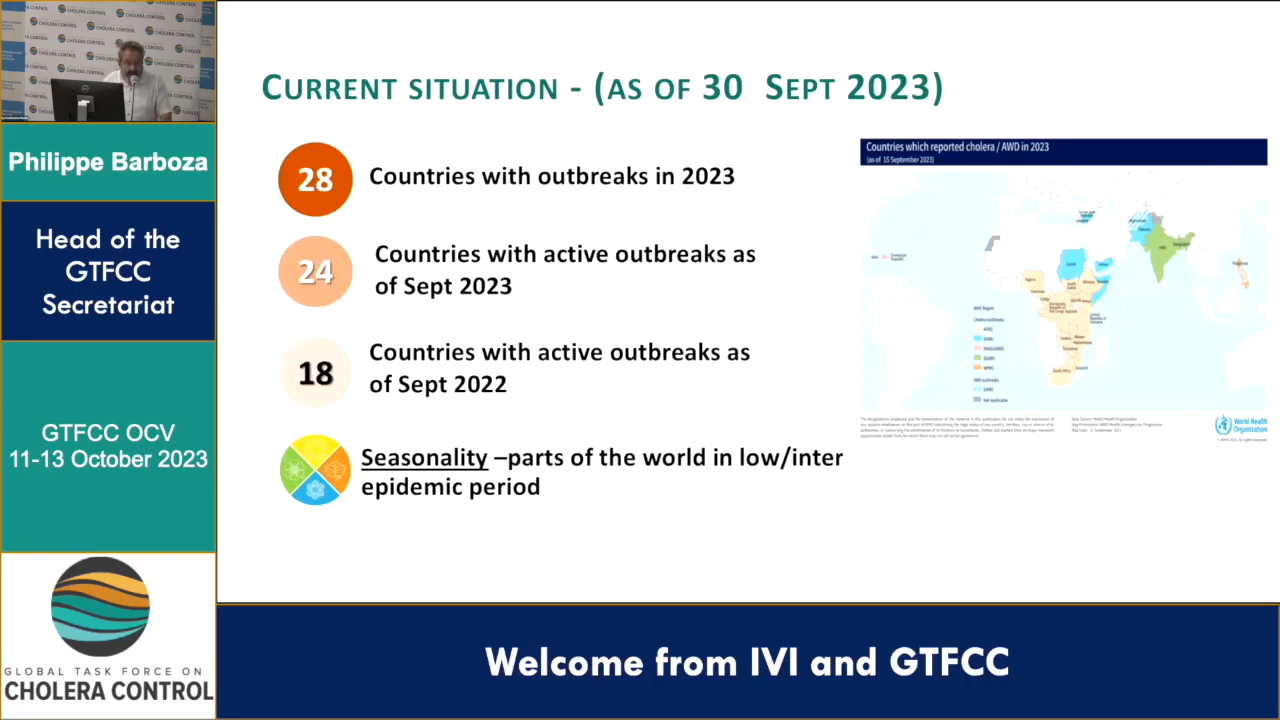 Philippe Barboza
Head of the
GTFCC
Secretariat
GTFCC OCV
11-13 October 2023
GLOBAL TASK FORCE ON
CHOLERA CONTROL
CURRENT SITUATION - (AS OF 30 SEPT 2023)
28
Countries with outbreaks in 2023
24
Countries with active outbreaks as
of Sept 2023
18
Countries with active outbreaks as
of Sept 2022
Seasonality –parts of the world in low/inter
epidemic period
Countries which reported cholera / AWD in 2023
(as of 15 September 2023)
World Health
Organization
Welcome from IVI and GTFCC